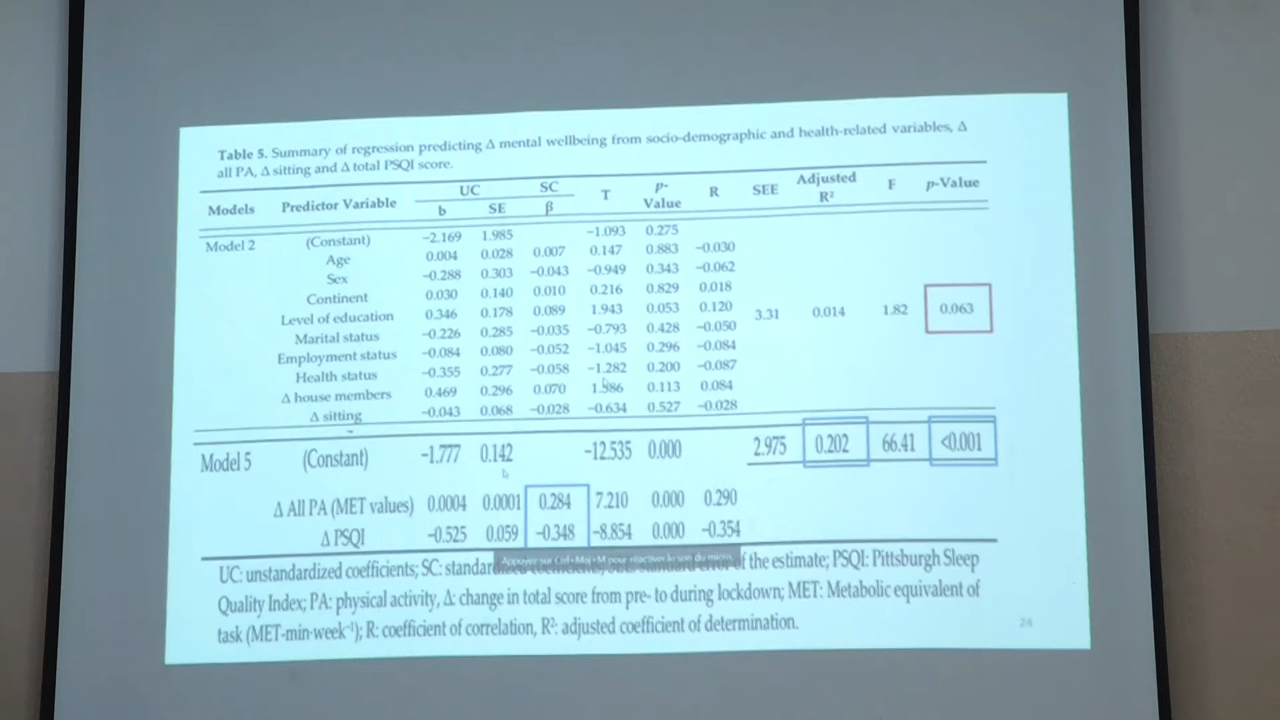 Table 5. Summary of regression predicting Δ mental wellbeing from socio-demographic and health-related variables, Δ
all PA, Δ sitting and Δ total PSQI score.
Models Predictor Variable UC SC T p-Value R SEE Adjusted R² F p-Value
b SE β
Model 2 (Constant) −2.169 1.985 −1.093 0.275
Age 0.004 0.028 0.007 0.147 0.883 −0.030
Sex −0.288 0.303 −0.043 −0.949 0.343 −0.062
Continent 0.030 0.140 0.010 0.216 0.829 0.018
Level of education 0.346 0.178 0.089 1.943 0.053 0.120 3.31 0.014 1.82 0.063
Marital status −0.226 0.285 −0.035 −0.793 0.428 −0.050
Employment status −0.084 0.080 −0.052 −1.045 0.296 −0.084
Health status −0.355 0.277 −0.058 −1.282 0.200 −0.087
Δ house members 0.469 0.296 0.070 1.586 0.113 0.084
Δ sitting −0.043 0.068 −0.028 −0.634 0.527 −0.028
Model 5 (Constant) −1.777 0.142 −12.535 0.000 2.975 0.202 66.41 <0.001
Δ All PA (MET values) 0.0004 0.0001 0.284 7.210 0.000 0.290
Δ PSQI −0.525 0.059 −0.348 −8.854 0.000 −0.354
Appuyez sur Ctrl+Maj+M pour réactiver le son du micro.
UC: unstandardized coefficients; SC: standardized coefficients; SEE: standard error of the estimate; PSQI: Pittsburgh Sleep
Quality Index; PA: physical activity, Δ: change in total score from pre- to during lockdown; MET: Metabolic equivalent of
task (MET-min·week⁻¹); R: coefficient of correlation, R²: adjusted coefficient of determination.
24